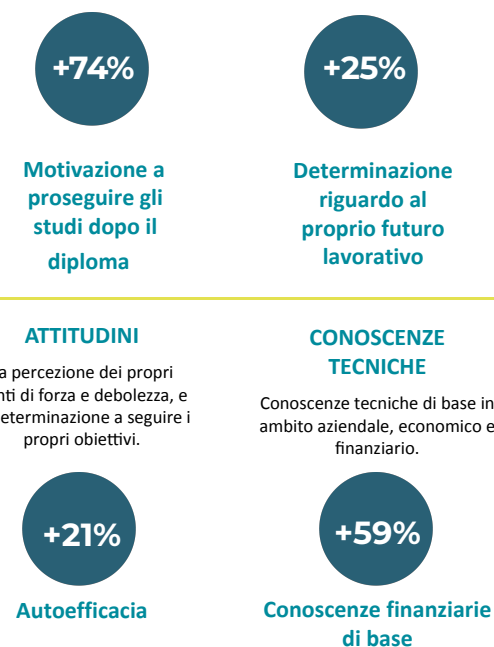 +74%
Motivazione a
proseguire gli
studi dopo il
diploma
+25%
Determinazione
riguardo al
proprio futuro
lavorativo
ATTITUDINI
a percezione dei propri
nti di forza e debolezza, e
eterminazione a seguire i
propri obiettivi.
+21%
Autoefficacia
CONOSCENZE
TECNICHE
Conoscenze tecniche di base in
ambito aziendale, economico e
finanziario.
+59%
Conoscenze finanziarie
di base